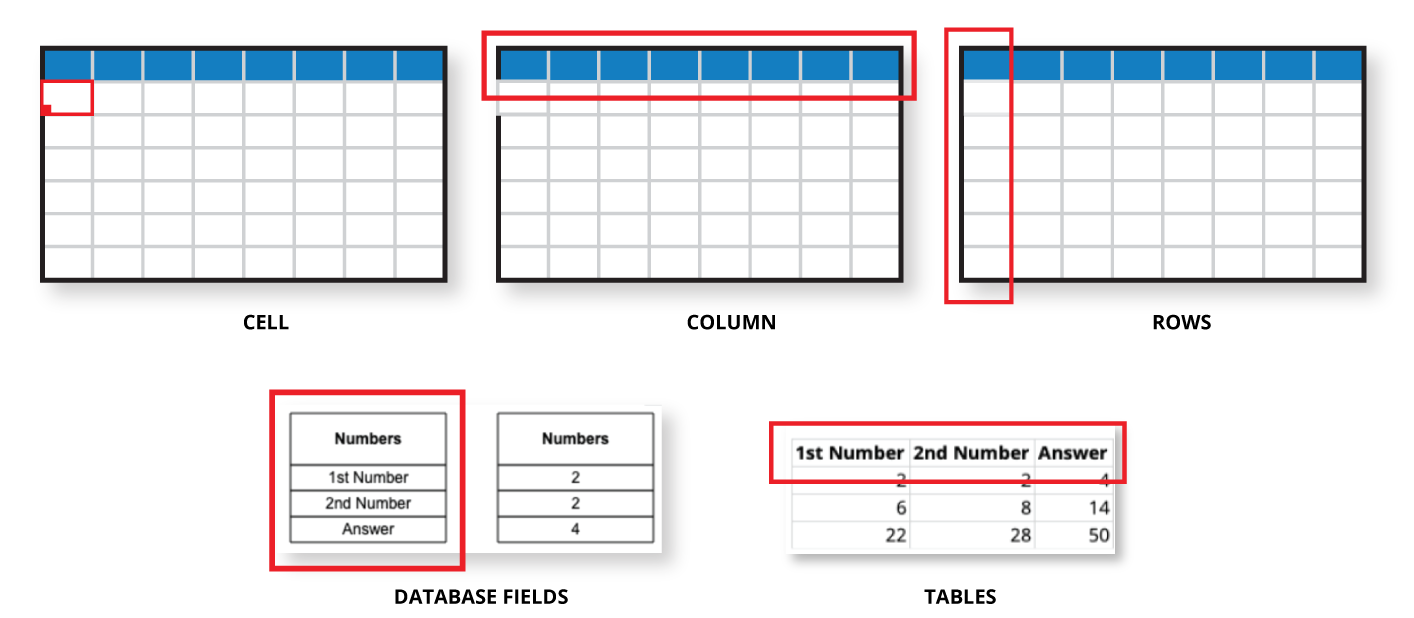 CELL
COLUMN
ROWS
Numbers
1st Number
2nd Number
Answer
Numbers
2
2
4
1st Number 2nd Number Answer
2 2 4
6 8 14
22 28 50
DATABASE FIELDS
TABLES